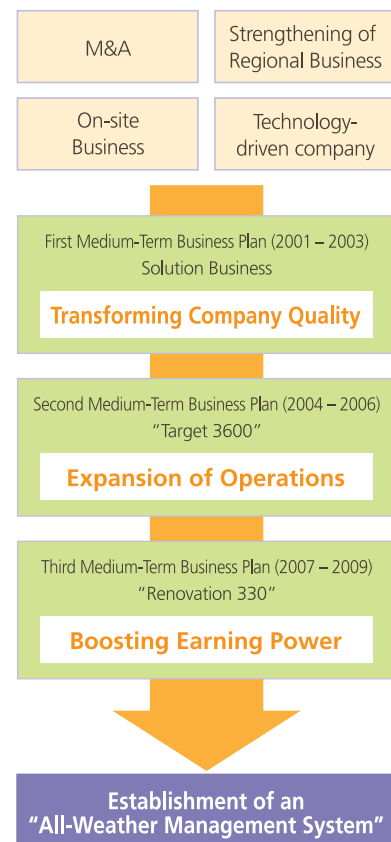 M&A
Strengthening of
Regional Business
On-site
Business
Technology-
driven company
First Medium-Term Business Plan (2001 – 2003)
Solution Business
Transforming Company Quality
Second Medium-Term Business Plan (2004 – 2006)
“Target 3600”
Expansion of Operations
Third Medium-Term Business Plan (2007 – 2009)
“Renovation 330”
Boosting Earning Power
Establishment of an
“All-Weather Management System”